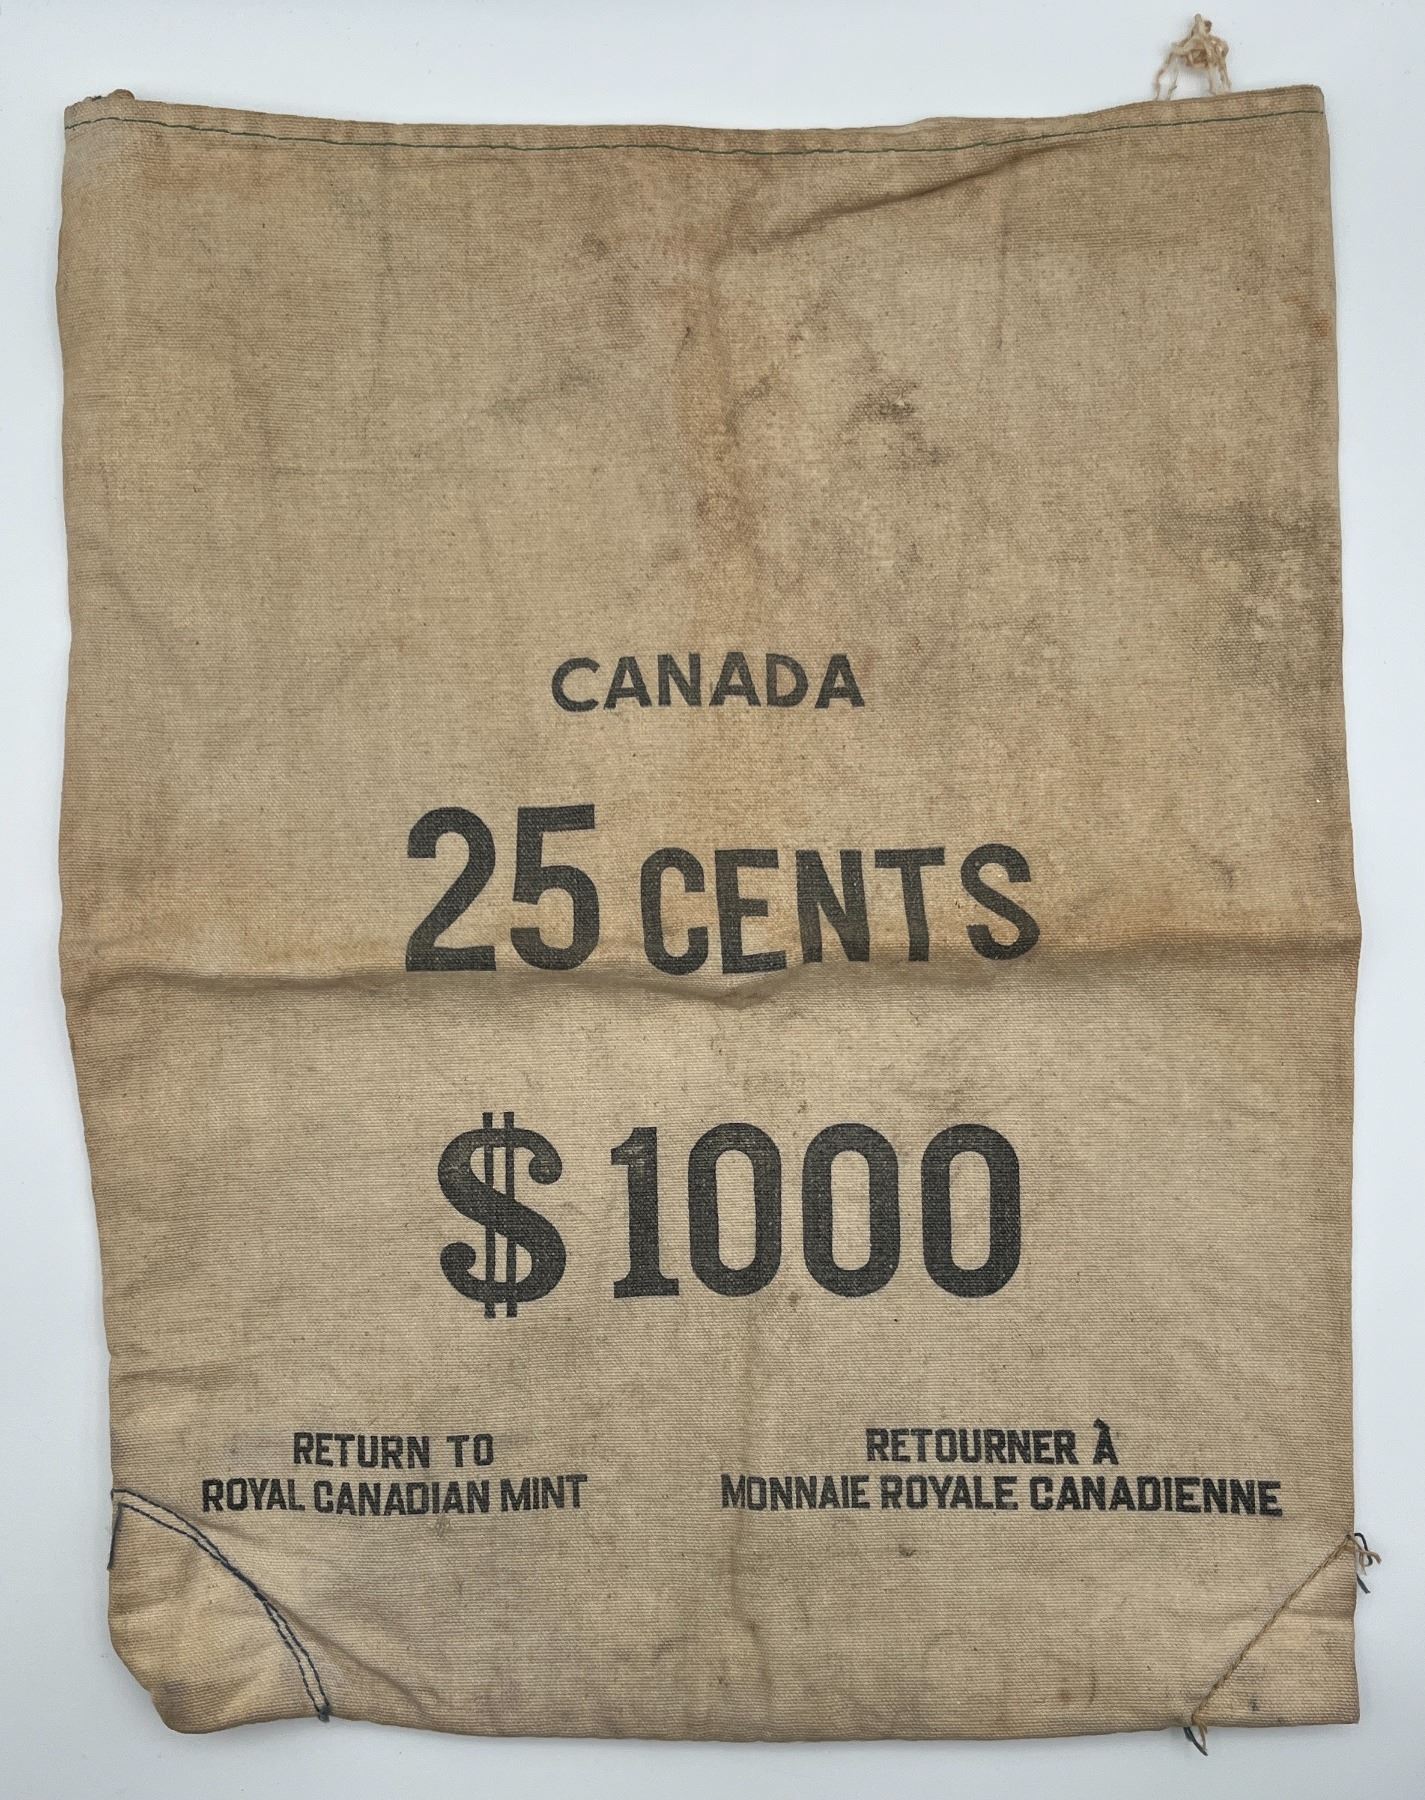 CANADA
25 CENTS
$1000
RETURN TO
ROYAL CANADIAN MINT
RETOURNER À
MONNAIE ROYALE CANADIENNE